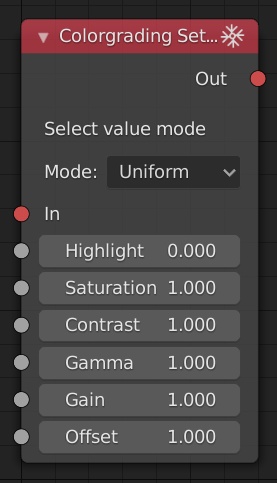 Colorgrading Set...
Out
Select value mode
Mode: Uniform
In
Highlight 0.000
Saturation 1.000
Contrast 1.000
Gamma 1.000
Gain 1.000
Offset 1.000